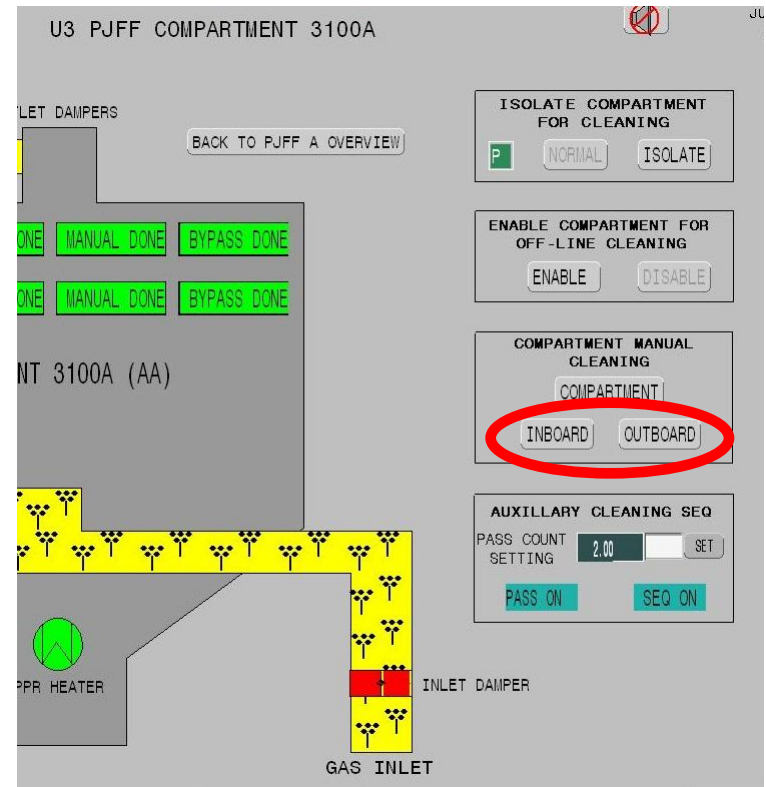 U3 PJFF COMPARTMENT 3100A
JU
LET DAMPERS
BACK TO PJFF A OVERVIEW
ISOLATE COMPARTMENT
FOR CLEANING
P NORMAL ISOLATE
ONE MANUAL DONE BYPASS DONE
ONE MANUAL DONE BYPASS DONE
ENABLE COMPARTMENT FOR
OFF-LINE CLEANING
ENABLE DISABLE
NT 3100A (AA)
COMPARTMENT MANUAL
CLEANING
COMPARTMENT
INBOARD OUTBOARD
AUXILLARY CLEANING SEQ
PASS COUNT
SETTING
2.00 SET
PASS ON SEQ ON
PPR HEATER
INLET DAMPER
GAS INLET